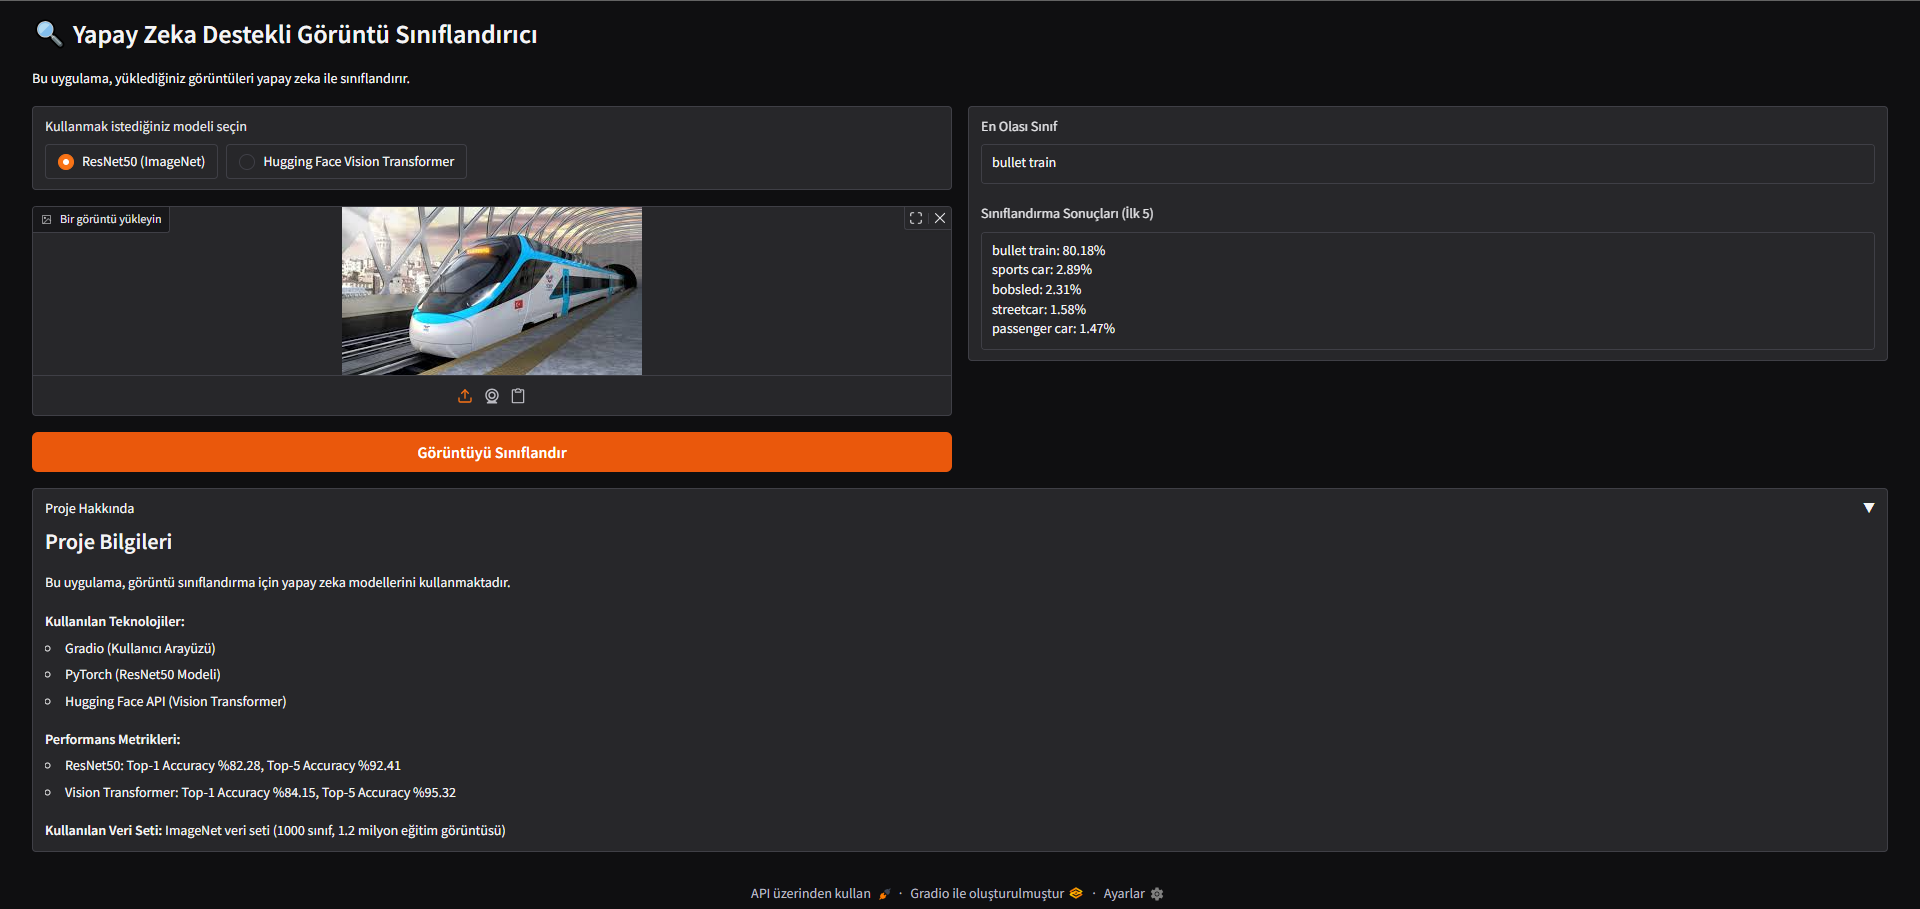 Yapay Zeka Destekli Görüntü Sınıflandırıcı
Bu uygulama, yüklediğiniz görüntüleri yapay zeka ile sınıflandırır.
Kullanmak istediğiniz modeli seçin
ResNet50 (ImageNet)
Hugging Face Vision Transformer
Bir görüntü yükleyin
Görüntüyü Sınıflandır
En Olası Sınıf
bullet train
Sınıflandırma Sonuçları (İlk 5)
bullet train: 80.18%
sports car: 2.89%
bobsled: 2.31%
streetcar: 1.58%
passenger car: 1.47%
Proje Hakkında
Proje Bilgileri
Bu uygulama, görüntü sınıflandırma için yapay zeka modellerini kullanmaktadır.
Kullanılan Teknolojiler:
Gradio (Kullanıcı Arayüzü)
PyTorch (ResNet50 Modeli)
Hugging Face API (Vision Transformer)
Performans Metrikleri:
ResNet50: Top-1 Accuracy %82.28, Top-5 Accuracy %92.41
Vision Transformer: Top-1 Accuracy %84.15, Top-5 Accuracy %95.32
Kullanılan Veri Seti: ImageNet veri seti (1000 sınıf, 1.2 milyon eğitim görüntüsü)
API üzerinden kullan · Gradio ile oluşturulmuştur · Ayarlar